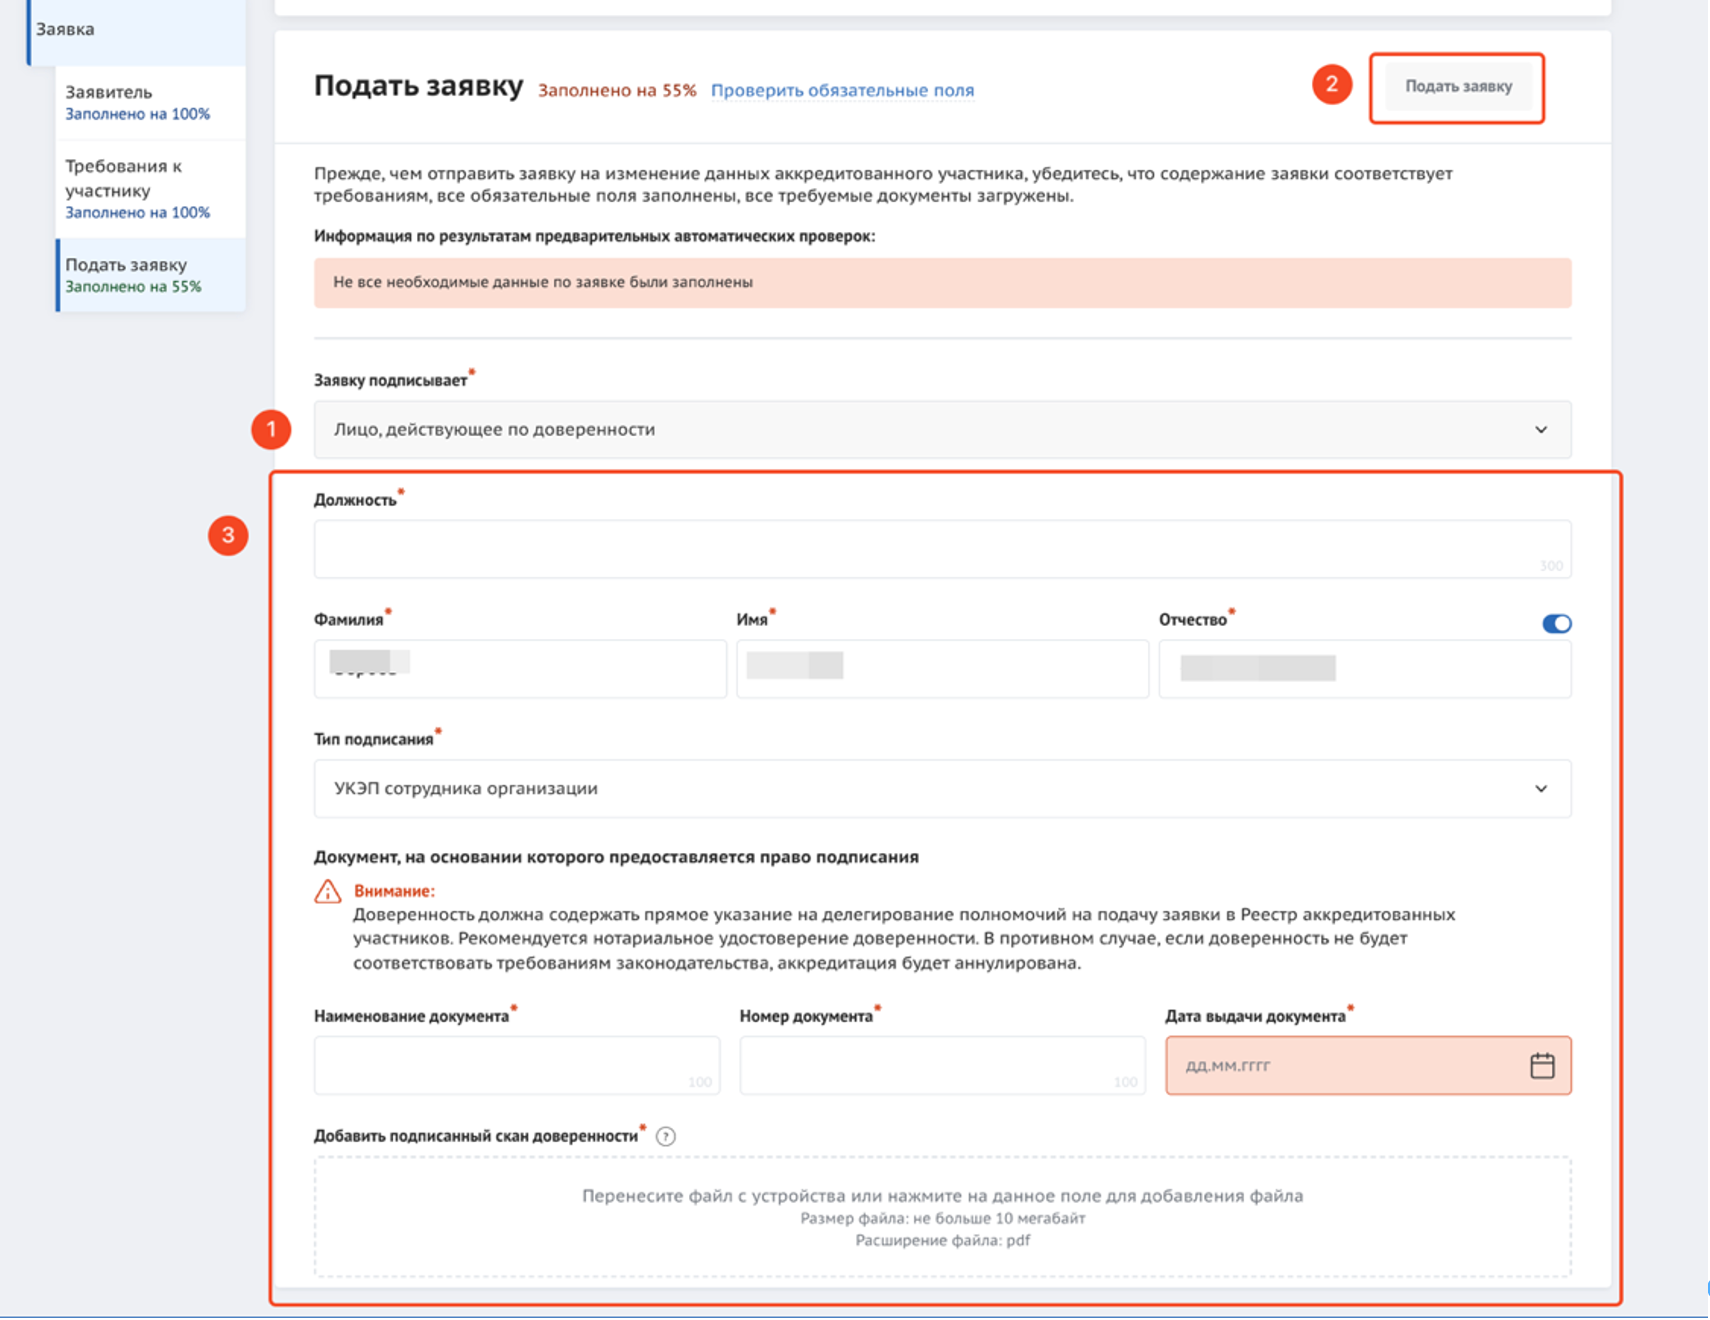 Заявка
Заявитель
Заполнено на 100%
Требования к
участнику
Заполнено на 100%
Подать заявку
Заполнено на 55%
Подать заявку Заполнено на 55% Проверить обязательные поля
2
Подать заявку
Прежде, чем отправить заявку на изменение данных аккредитованного участника, убедитесь, что содержание заявки соответствует
требованиям, все обязательные поля заполнены, все требуемые документы загружены.
Информация по результатам предварительных автоматических проверок:
Не все необходимые данные по заявке были заполнены
Заявку подписывает*
1
Лицо, действующее по доверенности
Должность*
3
300
Фамилия* Имя* Отчество*
Тип подписания*
УКЭП сотрудника организации
Документ, на основании которого предоставляется право подписания
Внимание:
Доверенность должна содержать прямое указание на делегирование полномочий на подачу заявки в Реестр аккредитованных
участников. Рекомендуется нотариальное удостоверение доверенности. В противном случае, если доверенность не будет
соответствовать требованиям законодательства, аккредитация будет аннулирована.
Наименование документа* Номер документа* Дата выдачи документа*
100 100 дд.мм.гггг
Добавить подписанный скан доверенности* ?
Перенесите файл с устройства или нажмите на данное поле для добавления файла
Размер файла: не больше 10 мегабайт
Расширение файла: pdf